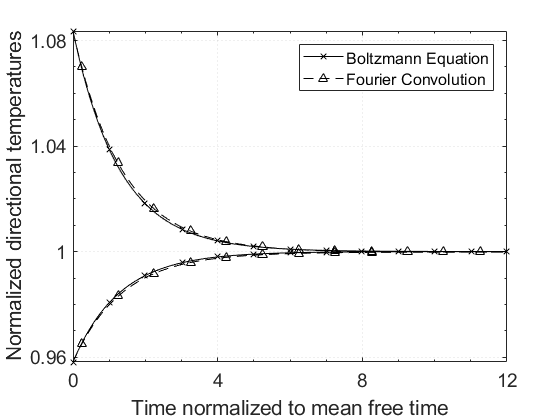 Normalized directional temperatures
1.08
1.04
1
0.96
Boltzmann Equation
Fourier Convolution
0 4 8 12
Time normalized to mean free time